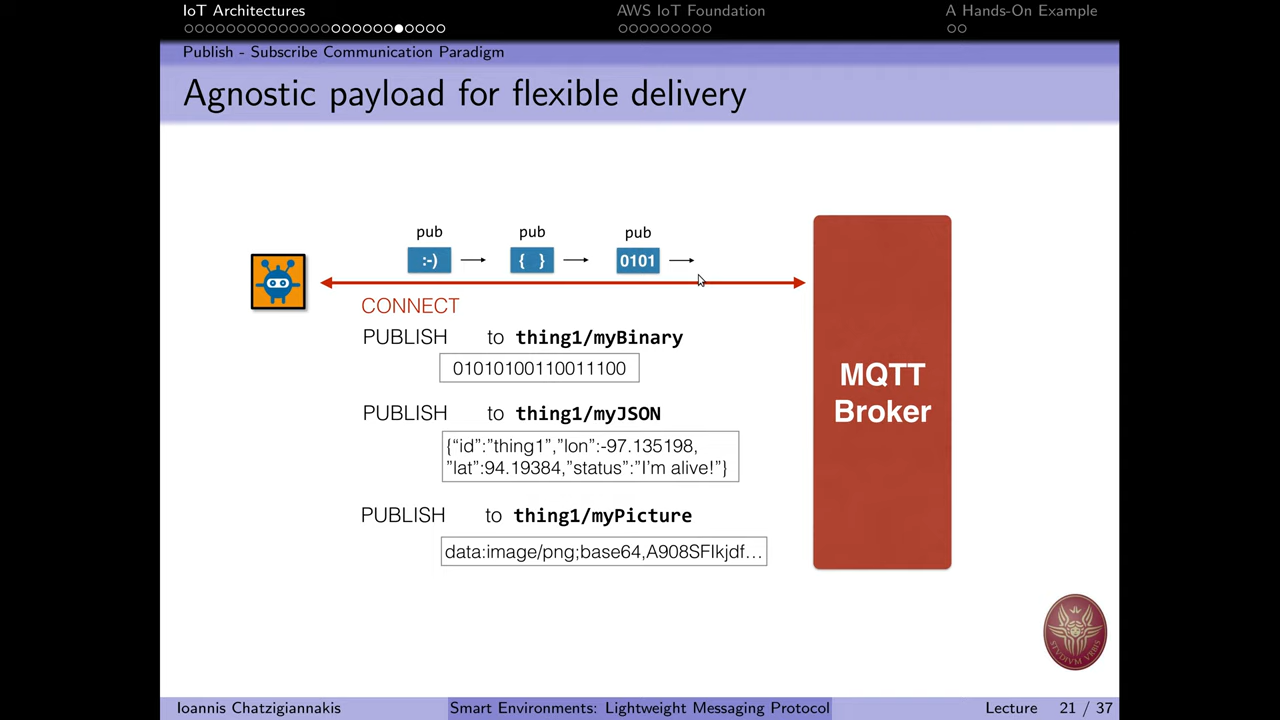 IoT Architectures
AWS IoT Foundation
A Hands-On Example
Publish - Subscribe Communication Paradigm
Agnostic payload for flexible delivery
pub pub pub
:-) { } 0101
CONNECT
PUBLISH to thing1/myBinary
01010100110011100
PUBLISH to thing1/myJSON
{“id”:”thing1”,”lon”:-97.135198,
”lat”:94.19384,”status”:”I’m alive!”}
PUBLISH to thing1/myPicture
data:image/png;base64,A908SFIkjdf…
MQTT
Broker
STVDIVM VRBIS
Ioannis Chatzigiannakis
Smart Environments: Lightweight Messaging Protocol
Lecture 21 / 37